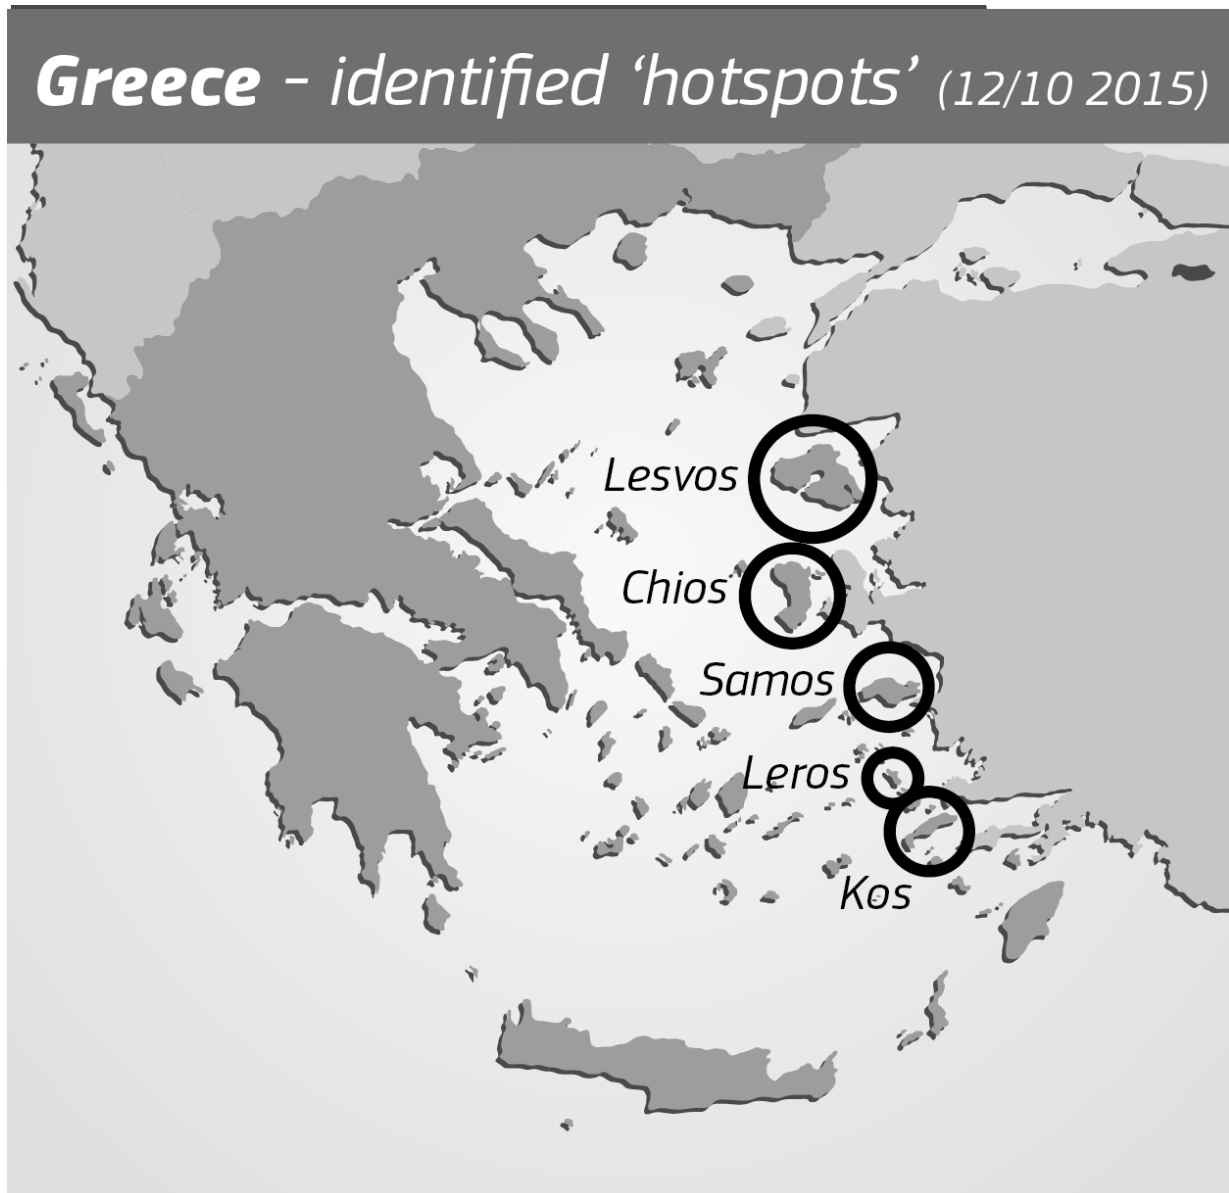 Greece - identified ‘hotspots’ (12/10 2015)
Lesvos
Chios
Samos
Leros
Kos